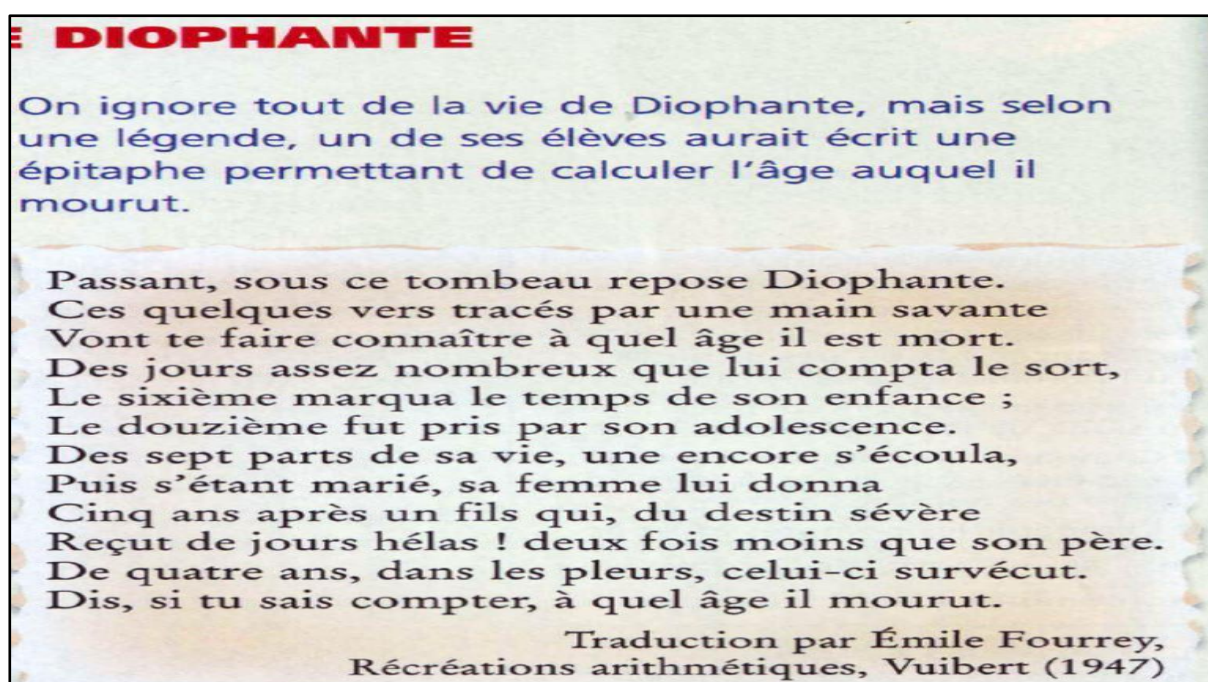 E DIOPHANTE
On ignore tout de la vie de Diophante, mais selon
une légende, un de ses élèves aurait écrit une
épitaphe permettant de calculer l'âge auquel il
mourut.
Passant, sous ce tombeau repose Diophante.
Ces quelques vers tracés par une main savante
Vont te faire connaître à quel âge il est mort.
Des jours assez nombreux que lui compta le sort,
Le sixième marqua le temps de son enfance ;
Le douzième fut pris par son adolescence.
Des sept parts de sa vie, une encore s'écoula,
Puis s'étant marié, sa femme lui donna
Cinq ans après un fils qui, du destin sévère
Reçut de jours hélas ! deux fois moins que son père.
De quatre ans, dans les pleurs, celui-ci survécut.
Dis, si tu sais compter, à quel âge il mourut.
Traduction par Émile Fourrey,
Récréations arithmétiques, Vuibert (1947)